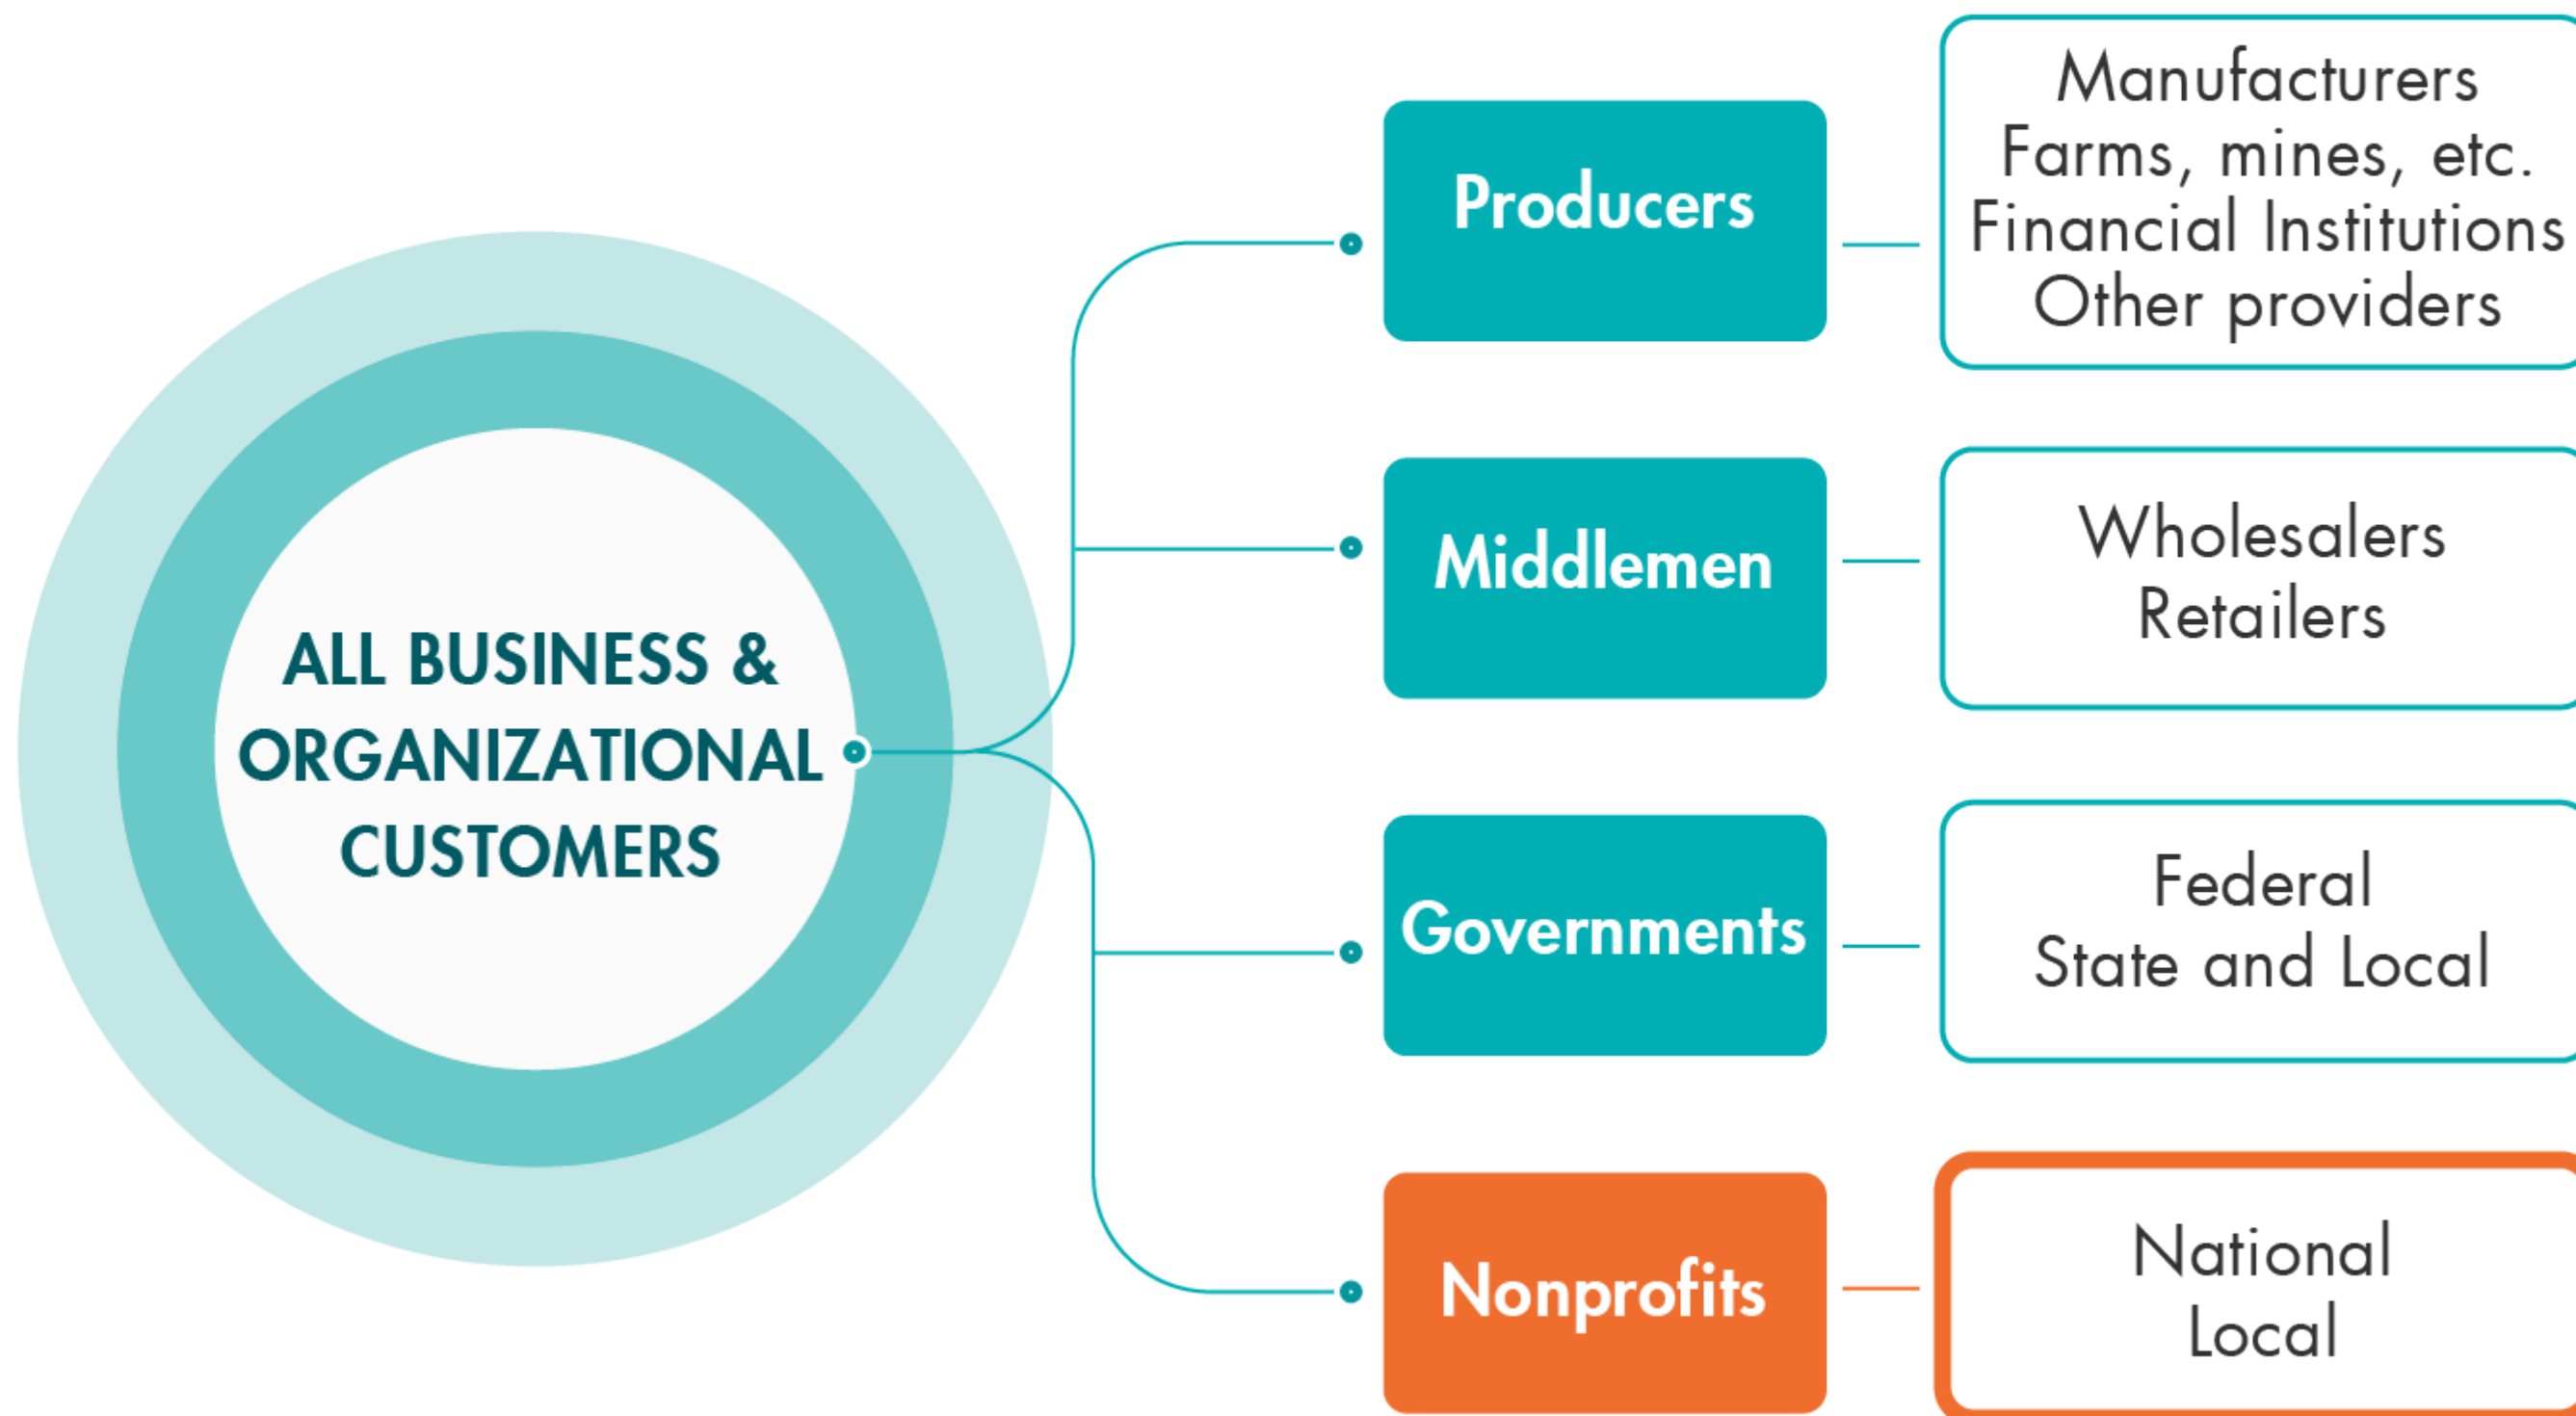 ALL BUSINESS &
ORGANIZATIONAL
CUSTOMERS
Producers
Manufacturers
Farms, mines, etc.
Financial Institutions
Other providers
Middlemen
Wholesalers
Retailers
Governments
Federal
State and Local
Nonprofits
National
Local